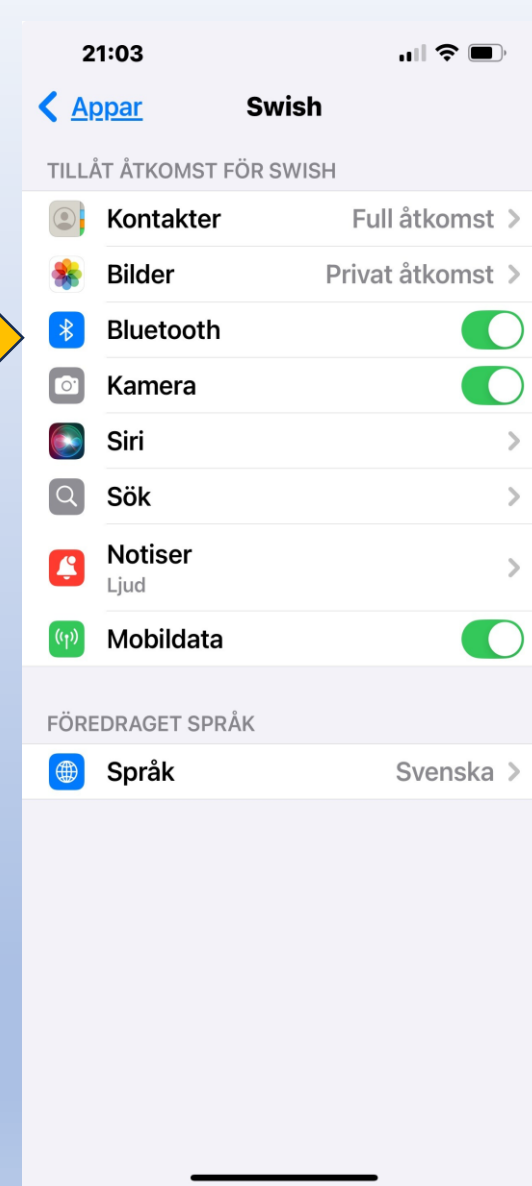 21:03
Appar
Swish
TILLÅT ÅTKOMST FÖR SWISH
Kontakter Full åtkomst
Bilder Privat åtkomst
Bluetooth
Kamera
Siri
Sök
Notiser
Ljud
Mobildata
FÖREDRAGET SPRÅK
Språk Svenska